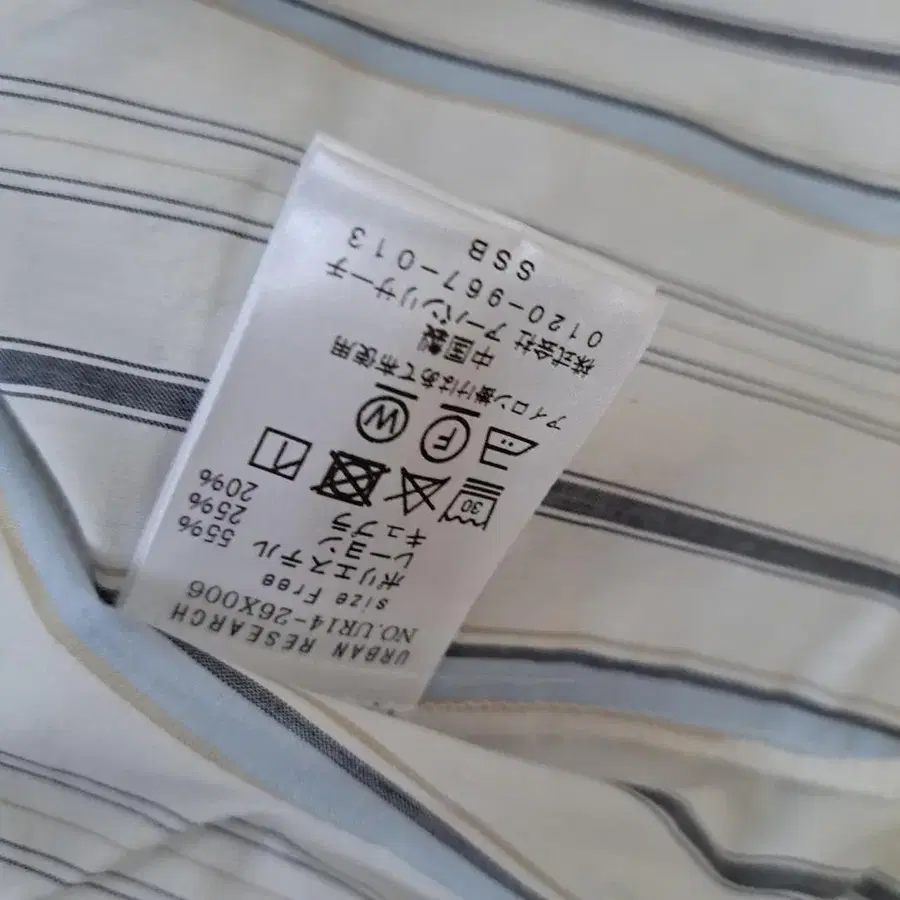 URBAN RESEARCH
NO.UR14-26X006
size Free
ポリエステル 55%
レーヨン 25%
キュプラ 20%
30
F W
アイロン掛けはあて布使用
中国製
株式会社 アーバンリサーチ
0120-967-013
SSB